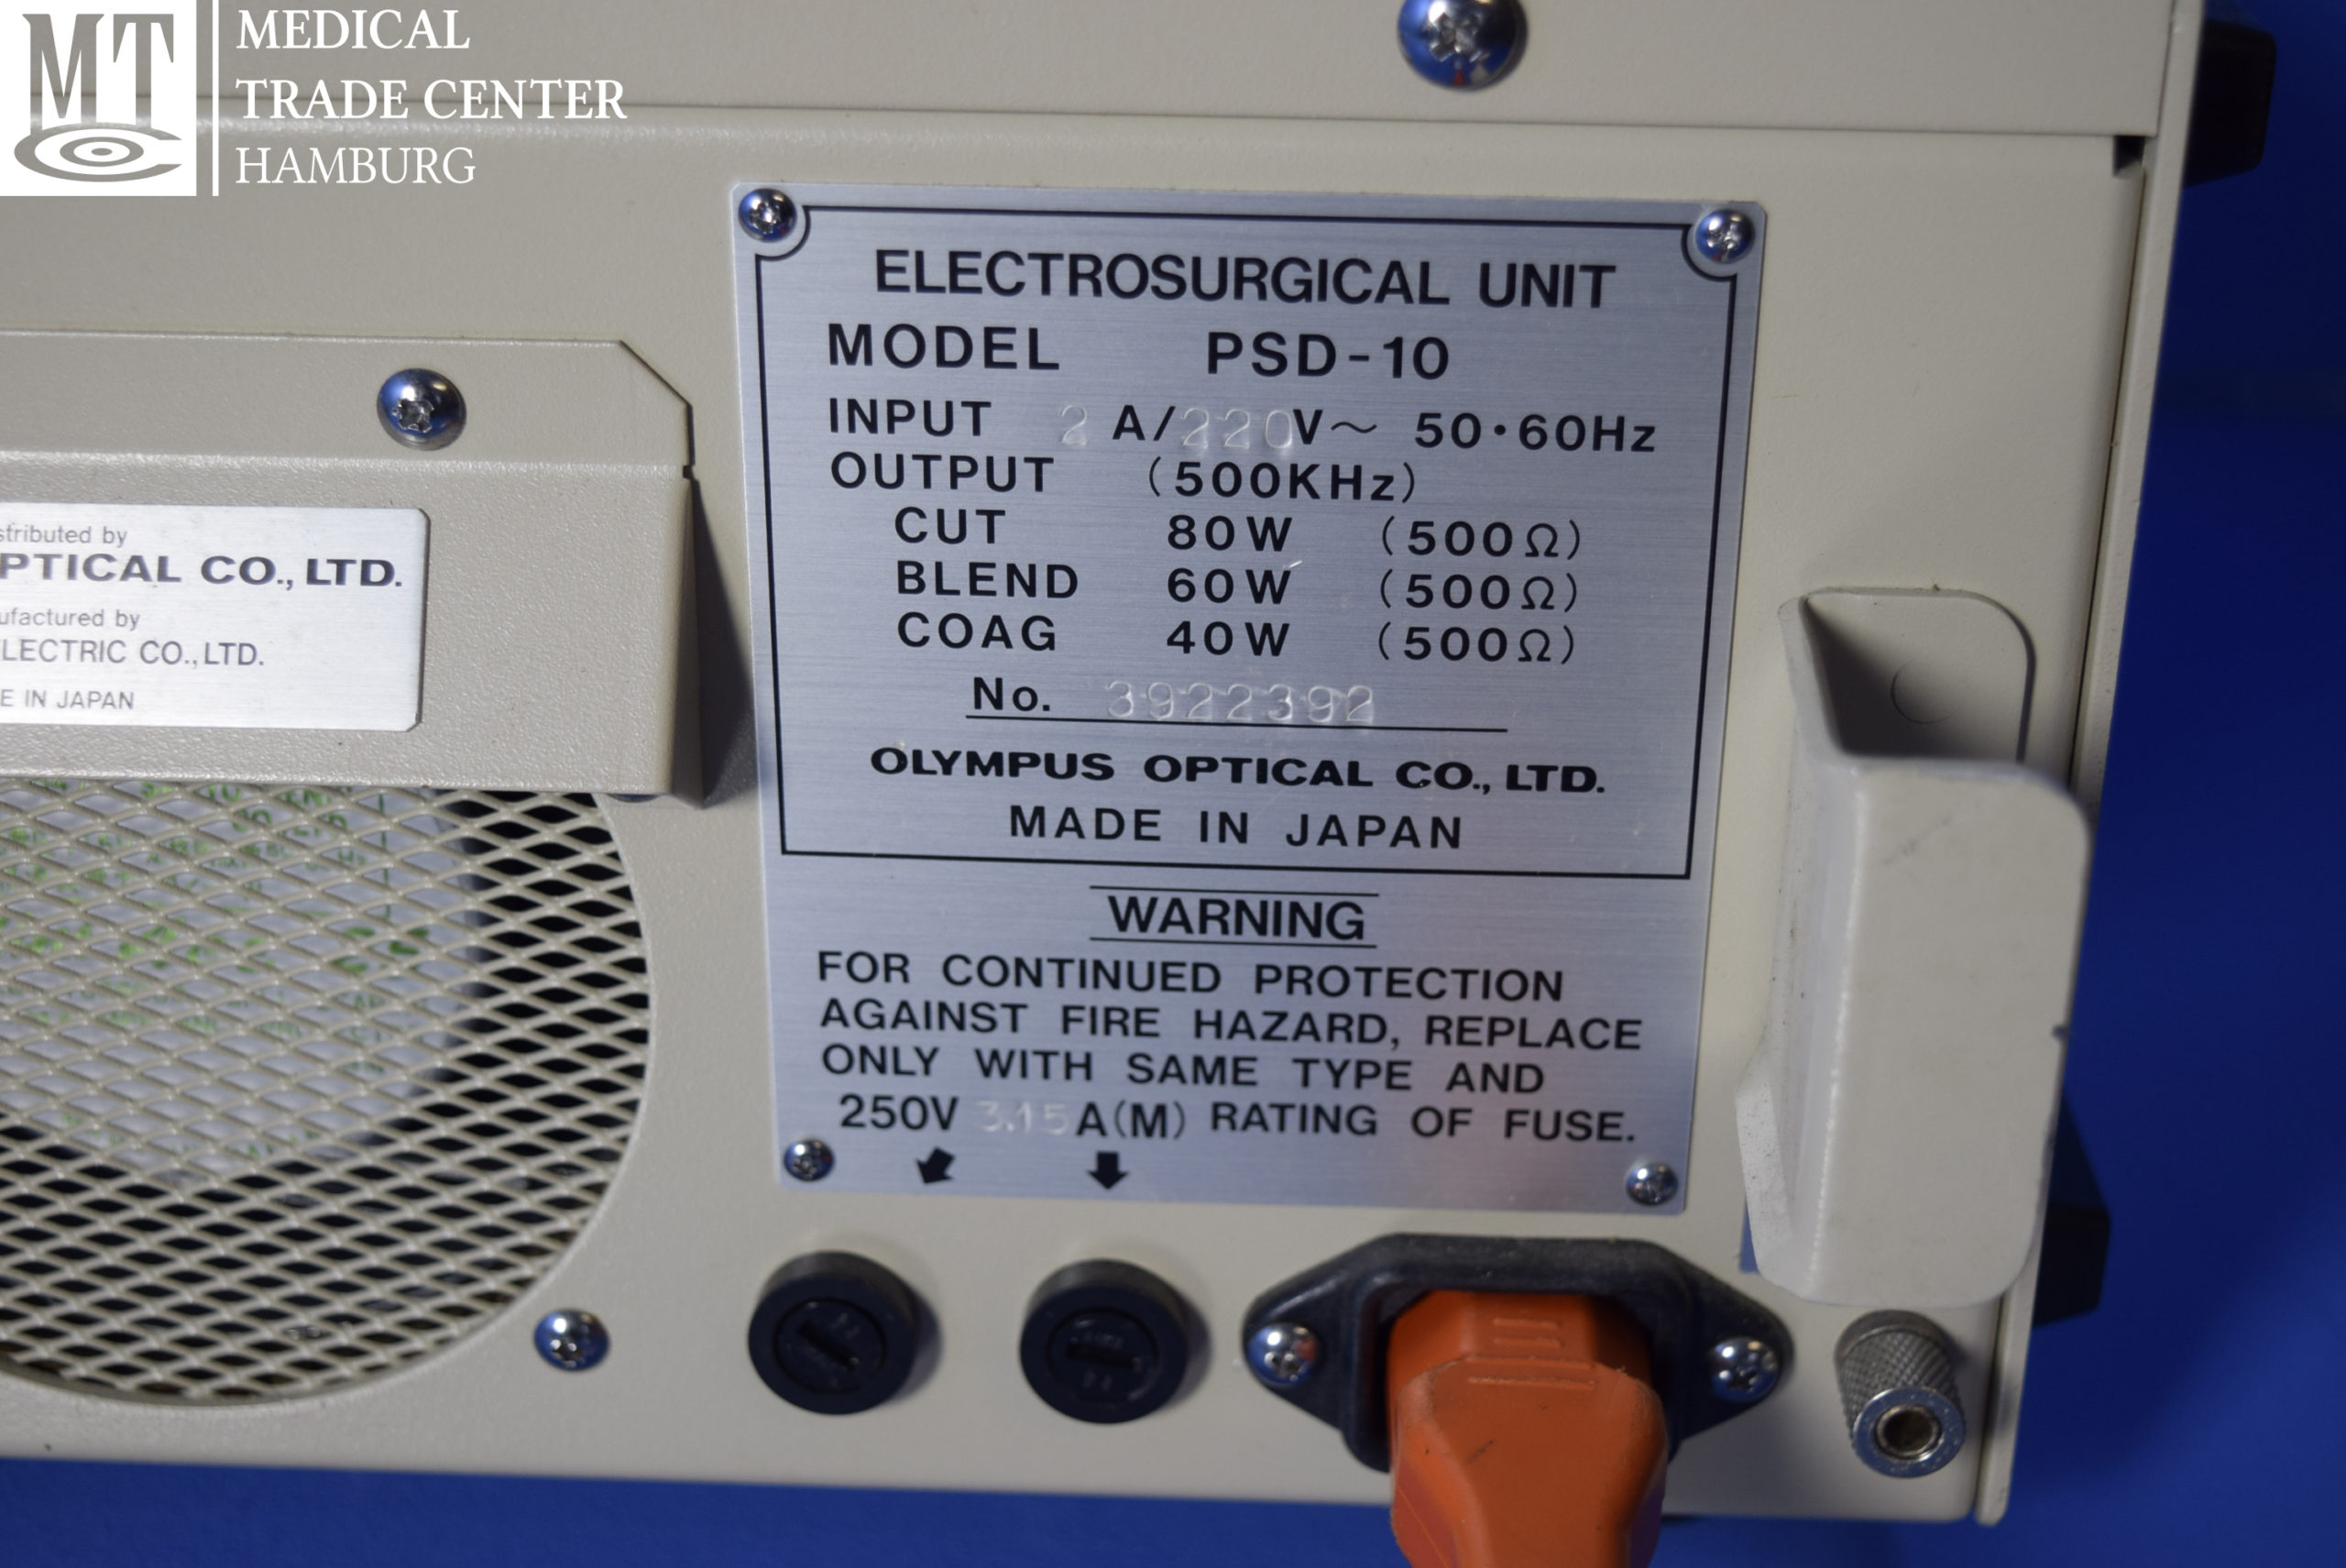 MTC
MEDICAL
TRADE CENTER
HAMBURG
ELECTROSURGICAL UNIT
MODEL PSD-10
INPUT 2 A/220V~ 50·60Hz
OUTPUT (500KHz)
CUT 80W (500Ω)
BLEND 60W (500Ω)
COAG 40W (500Ω)
No. 3922392
OLYMPUS OPTICAL CO., LTD.
MADE IN JAPAN
WARNING
FOR CONTINUED PROTECTION
AGAINST FIRE HAZARD, REPLACE
ONLY WITH SAME TYPE AND
250V 3.15A(M) RATING OF FUSE.
stributed by
PTICAL CO., LTD.
ufactured by
LECTRIC CO., LTD.
E IN JAPAN